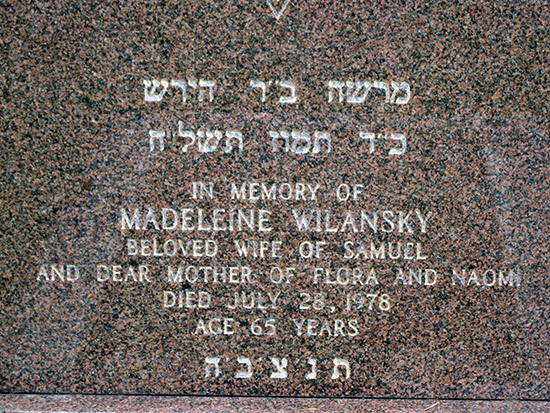 מרשה ב״ר הירש
כ״ד תמוז תשל״ח
IN MEMORY OF
MADELEINE WILANSKY
BELOVED WIFE OF SAMUEL
AND DEAR MOTHER OF FLORA AND NAOMI
DIED JULY 28, 1978
AGE 65 YEARS
ת׳נ׳צ׳ב׳ה